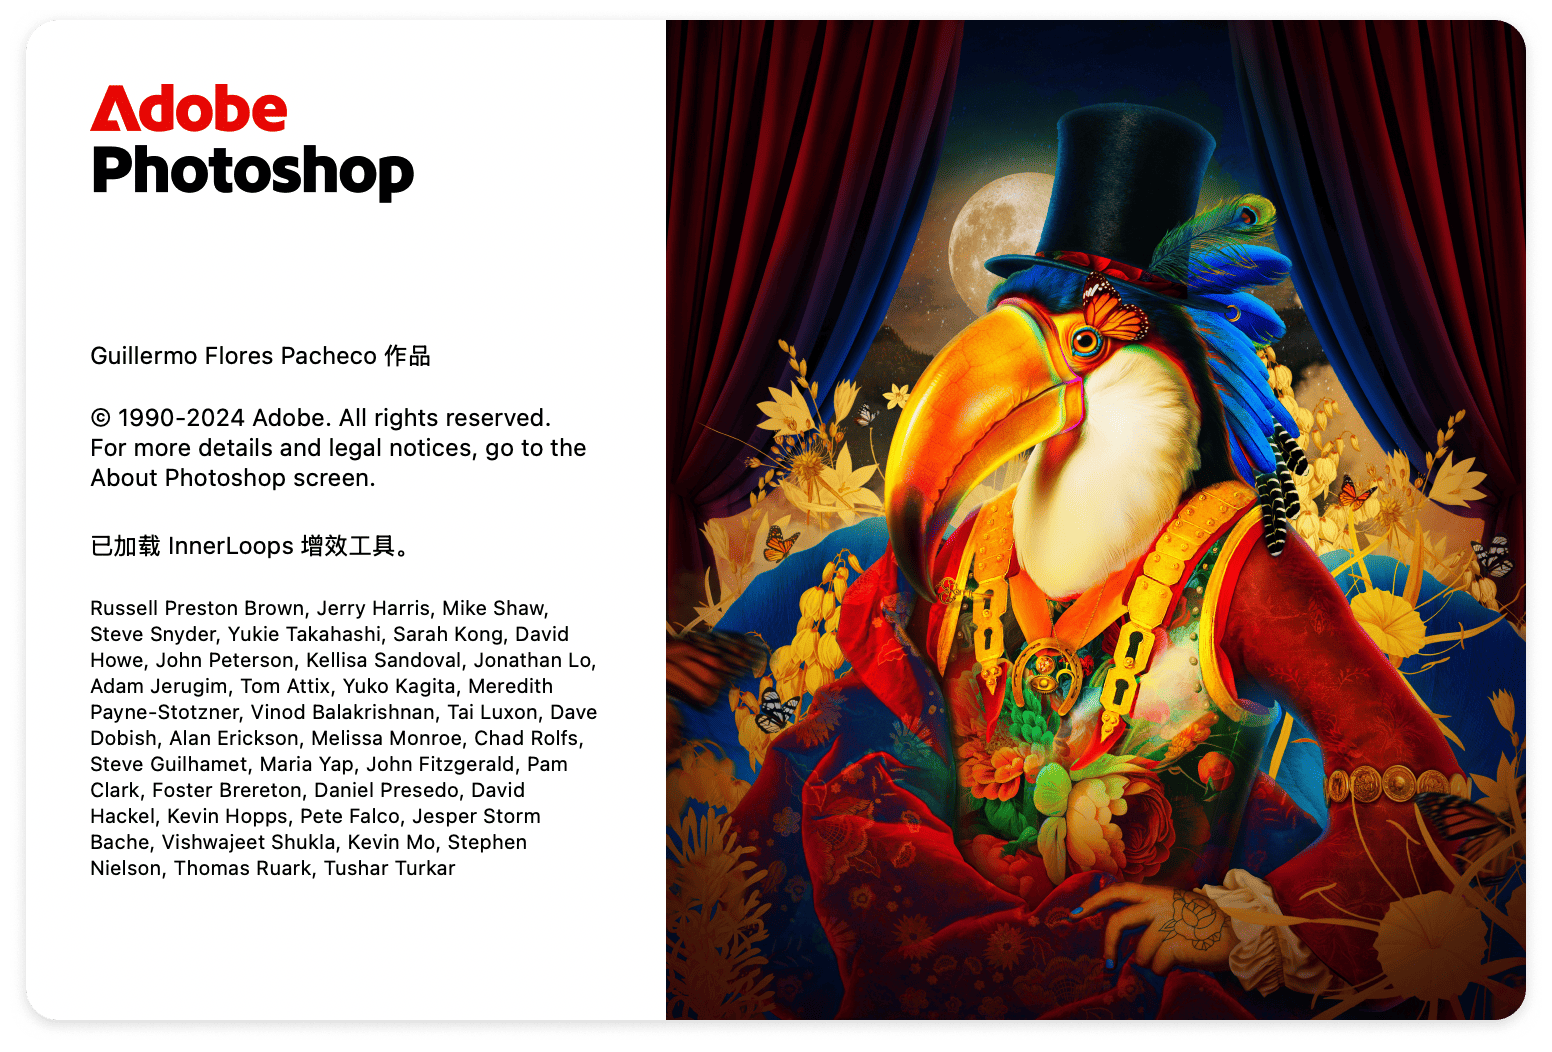 Adobe
Photoshop
Guillermo Flores Pacheco 作品
© 1990-2024 Adobe. All rights reserved.
For more details and legal notices, go to the
About Photoshop screen.
已加载 InnerLoops 增效工具。
Russell Preston Brown, Jerry Harris, Mike Shaw,
Steve Snyder, Yukie Takahashi, Sarah Kong, David
Howe, John Peterson, Kellisa Sandoval, Jonathan Lo,
Adam Jerugim, Tom Attix, Yuko Kagita, Meredith
Payne-Stotzner, Vinod Balakrishnan, Tai Luxon, Dave
Dobish, Alan Erickson, Melissa Monroe, Chad Rolfs,
Steve Guilhamet, Maria Yap, John Fitzgerald, Pam
Clark, Foster Brereton, Daniel Presedo, David
Hackel, Kevin Hopps, Pete Falco, Jesper Storm
Bache, Vishwajeet Shukla, Kevin Mo, Stephen
Nielson, Thomas Ruark, Tushar Turkar